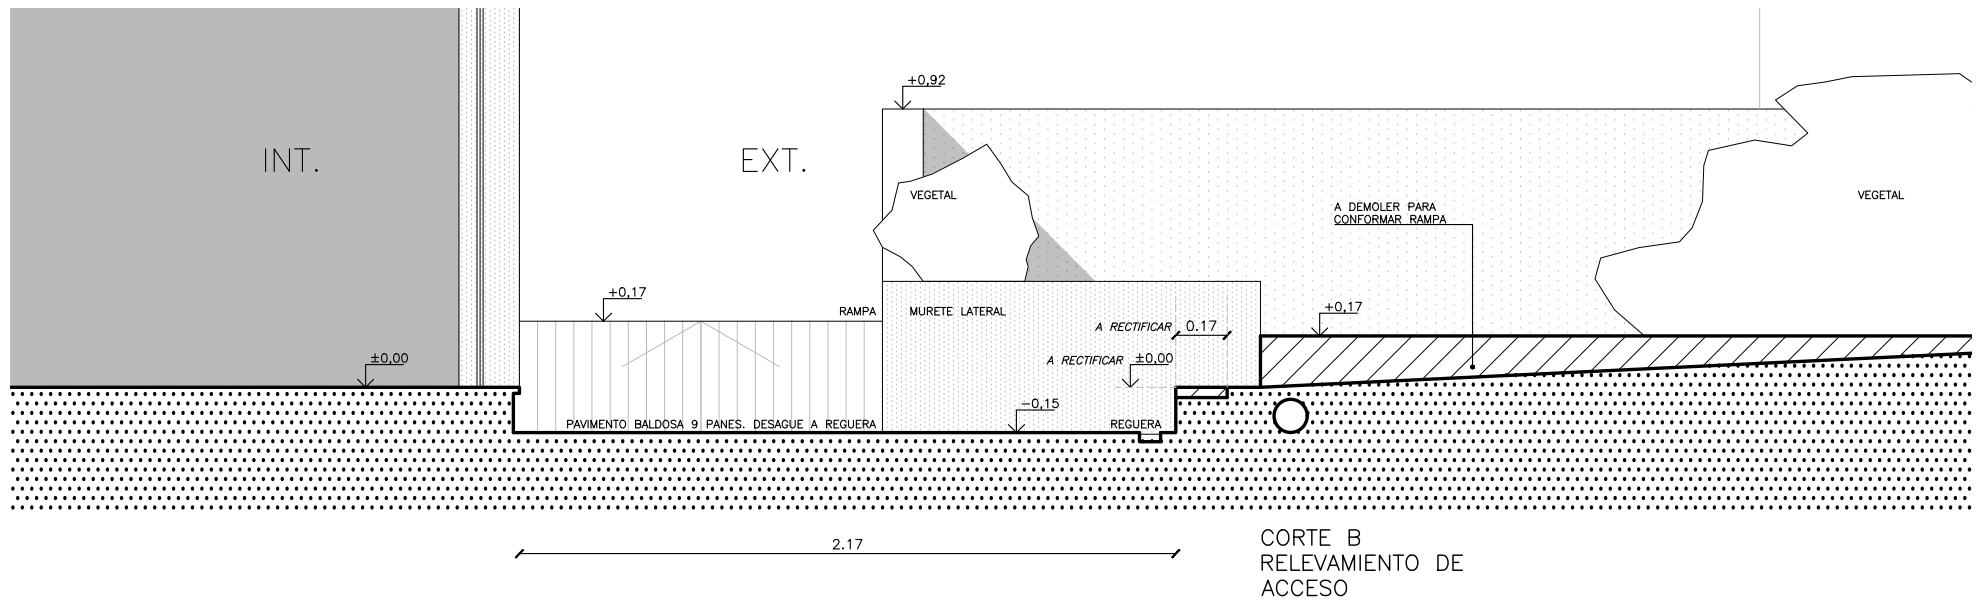 +0,92
INT.
EXT.
VEGETAL
VEGETAL
A DEMOLER PARA
CONFORMAR RAMPA
+0,17
RAMPA
MURETE LATERAL
+0,17
A RECTIFICAR
0.17
±0,00
A RECTIFICAR
±0,00
-0,15
PAVIMENTO BALDOSA 9 PANES. DESAGUE A REGUERA
REGUERA
2.17
CORTE B
RELEVAMIENTO DE
ACCESO